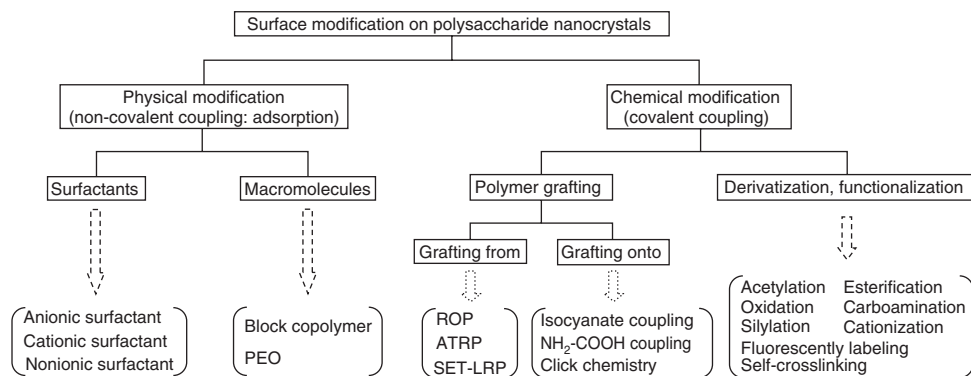 Surface modification on polysaccharide nanocrystals
Physical modification
(non-covalent coupling: adsorption)
Chemical modification
(covalent coupling)
Surfactants
Macromolecules
Polymer grafting
Derivatization, functionalization
Grafting from
Grafting onto
Anionic surfactant
Cationic surfactant
Nonionic surfactant
Block copolymer
PEO
ROP
ATRP
SET-LRP
Isocyanate coupling
NH₂-COOH coupling
Click chemistry
Acetylation Esterification
Oxidation Carboamination
Silylation Cationization
Fluorescently labeling
Self-crosslinking